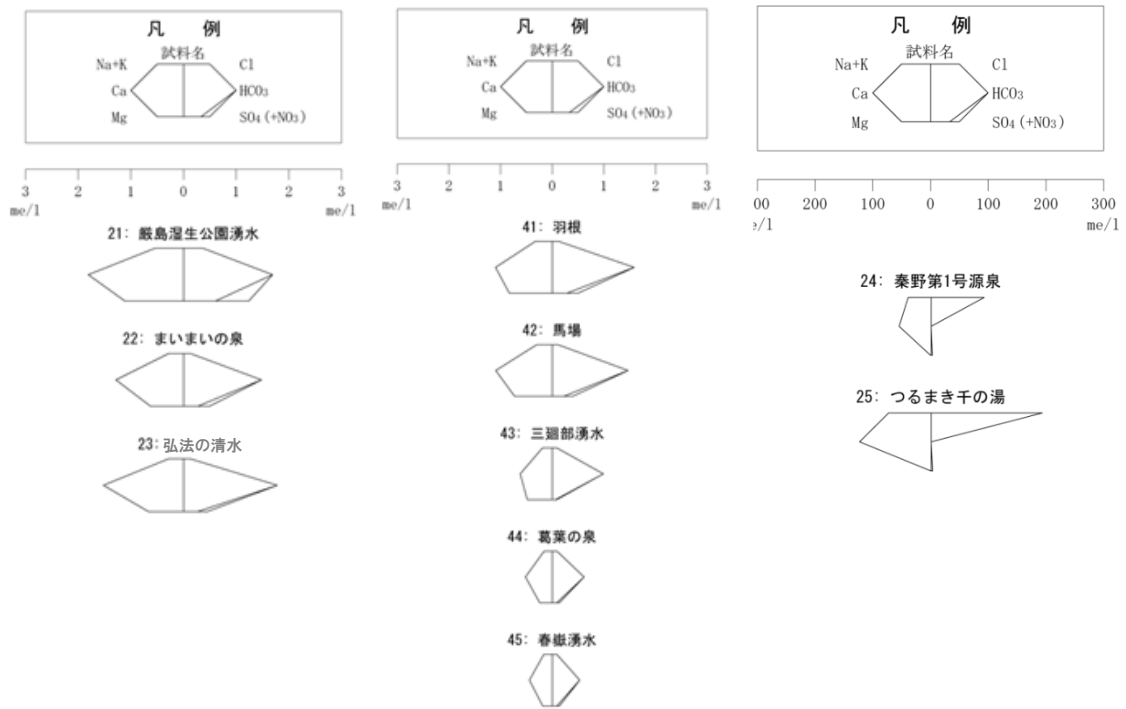 凡　例
試料名
Na+K Cl
Ca HCO₃
Mg SO₄(+NO₃)
3 2 1 0 1 2 3
me/l me/l
21: 厳島湿生公園湧水
22: まいまいの泉
23: 弘法の清水
凡　例
試料名
Na+K Cl
Ca HCO₃
Mg SO₄(+NO₃)
3 2 1 0 1 2 3
me/l me/l
41: 羽根
42: 馬場
43: 三廻部湧水
44: 葛葉の泉
45: 春嶽湧水
凡　例
試料名
Na+K Cl
Ca HCO₃
Mg SO₄(+NO₃)
00 200 100 0 100 200 300
e/l me/l
24: 秦野第1号源泉
25: つるまき千の湯